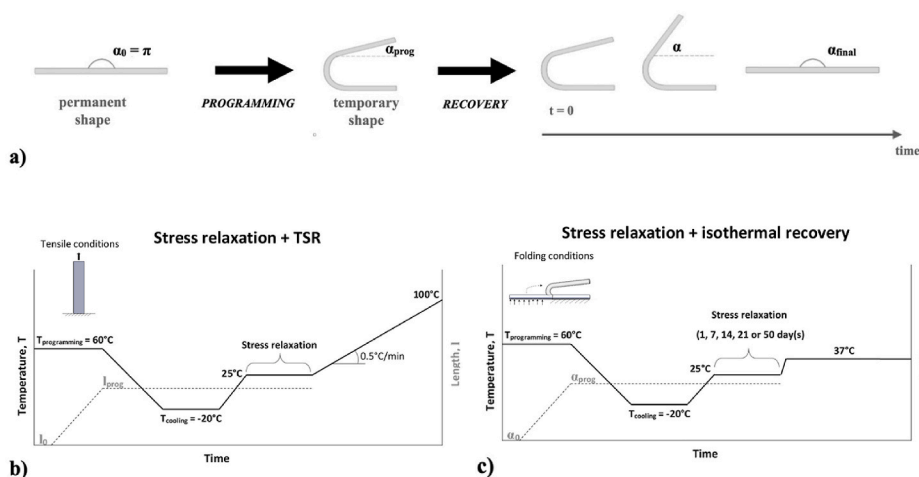 α₀ = π
αprog
α
αfinal
permanent
shape
PROGRAMMING
temporary
shape
RECOVERY
t = 0
time
a)
Stress relaxation + TSR
Tensile conditions
100°C
Tprogramming = 60°C
Stress relaxation
0.5°C/min
25°C
lprog
Tcooling = -20°C
l₀
Temperature, T
Length, l
Time
b)
Stress relaxation + isothermal recovery
Folding conditions
Stress relaxation
(1, 7, 14, 21 or 50 day(s)
Tprogramming = 60°C
37°C
25°C
αprog
Tcooling = -20°C
α₀
Temperature, T
Time
c)